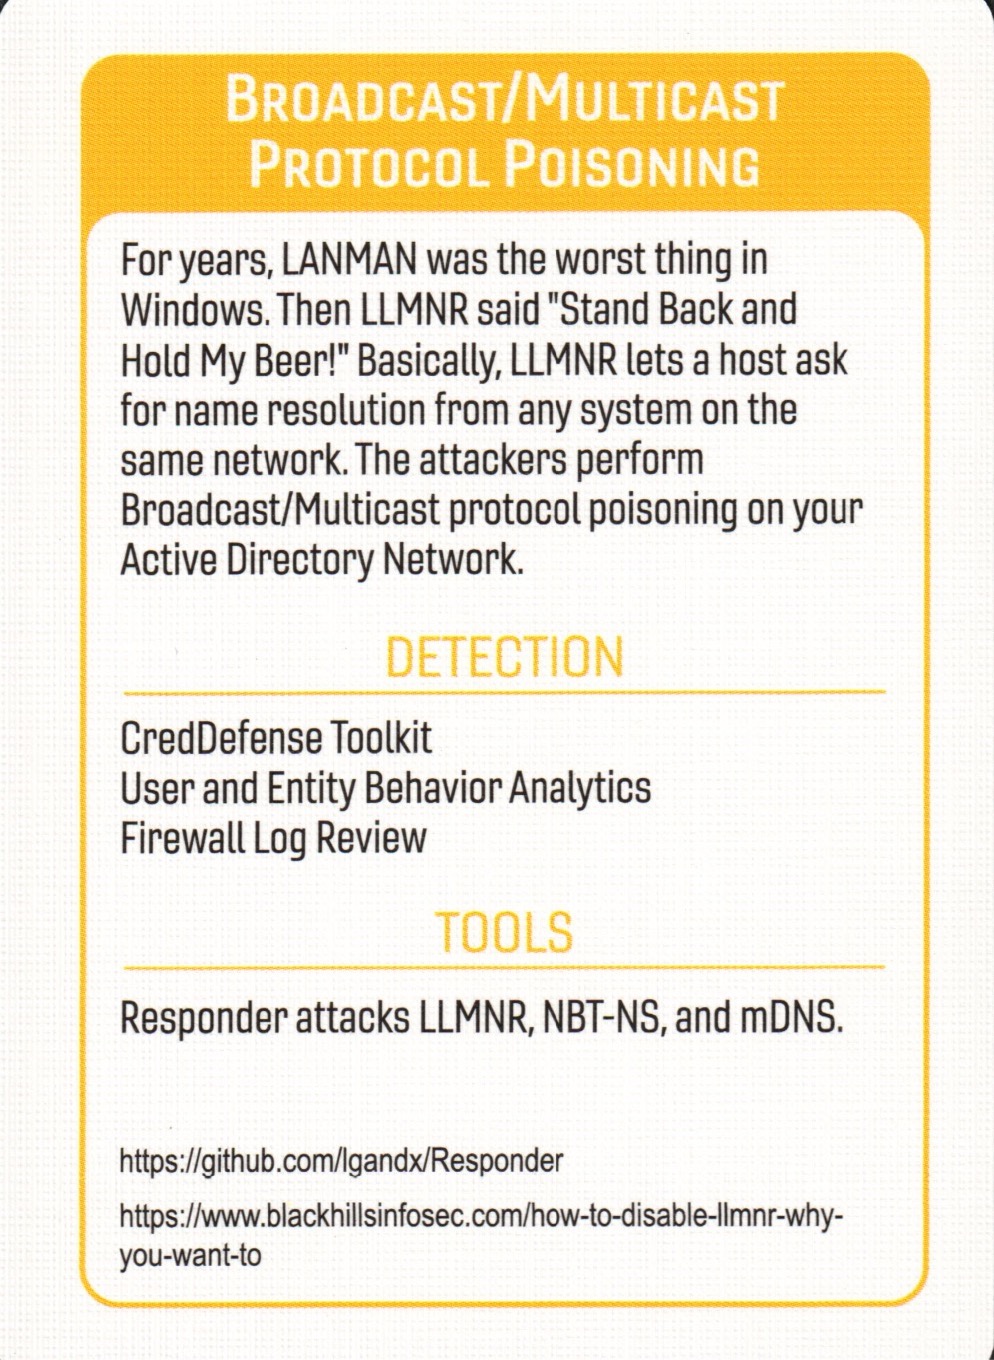 BROADCAST/MULTICAST
PROTOCOL POISONING
For years, LANMAN was the worst thing in
Windows. Then LLMNR said "Stand Back and
Hold My Beer!" Basically, LLMNR lets a host ask
for name resolution from any system on the
same network. The attackers perform
Broadcast/Multicast protocol poisoning on your
Active Directory Network.
DETECTION
CredDefense Toolkit
User and Entity Behavior Analytics
Firewall Log Review
TOOLS
Responder attacks LLMNR, NBT-NS, and mDNS.
https://github.com/lgandx/Responder
https://www.blackhillsinfosec.com/how-to-disable-llmnr-why-
you-want-to